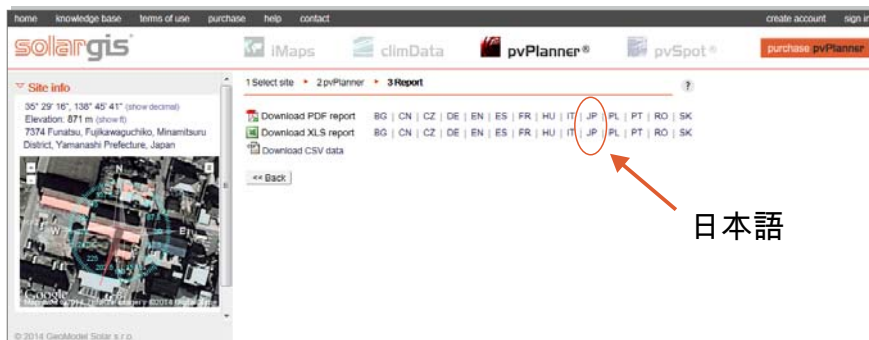 home knowledge base terms of use purchase help contact create account sign in
solargis iMaps climData pvPlanner® pvSpot® purchase pvPlanner
Site info
1 Select site 2 pvPlanner 3 Report ?
35° 29' 16", 138° 45' 41" (show decimal)
Elevation: 871 m (show ft)
7374 Funatsu, Fujikawaguchiko, Minamitsuru
District, Yamanashi Prefecture, Japan
Download PDF report BG | CN | CZ | DE | EN | ES | FR | HU | IT | JP | PL | PT | RO | SK
Download XLS report BG | CN | CZ | DE | EN | ES | FR | HU | IT | JP | PL | PT | RO | SK
Download CSV data
<< Back
N
W E
225
Google
日本語
© 2014 GeoModel Solar s.r.o.